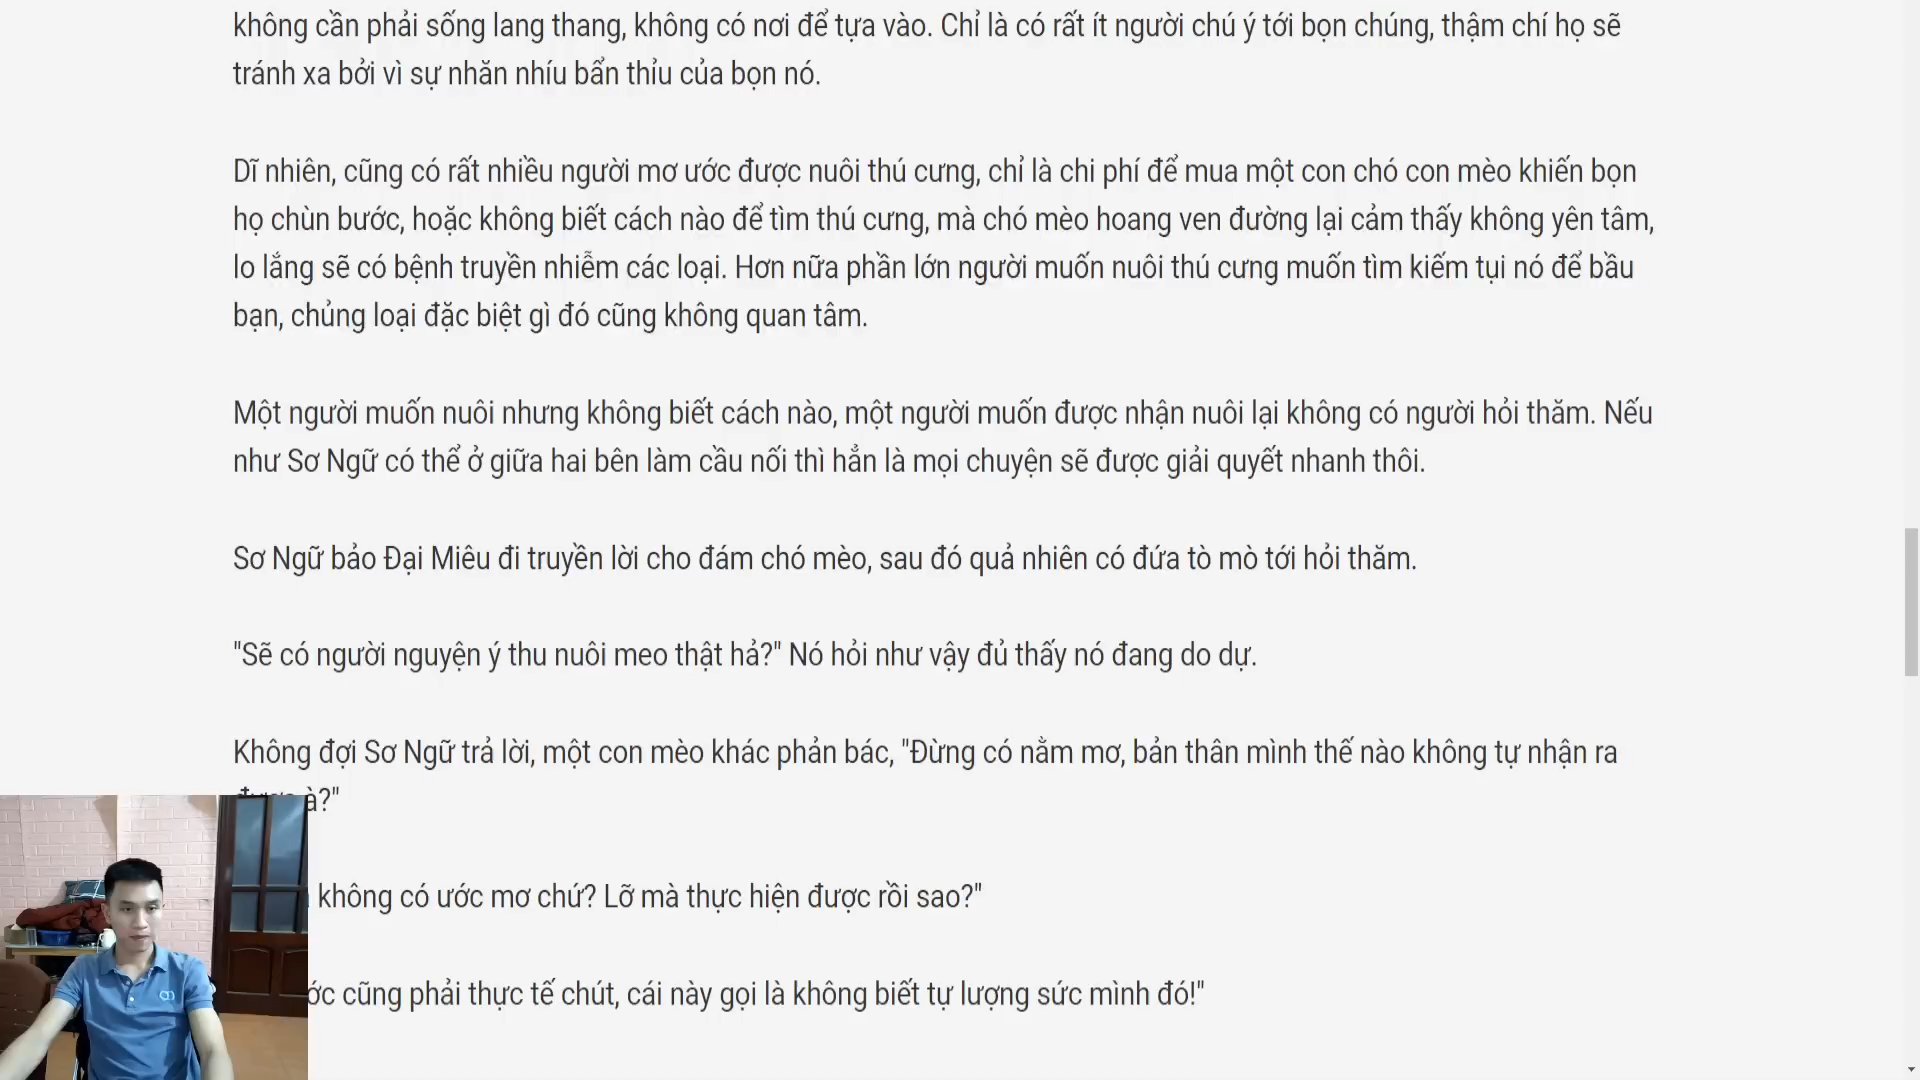 không cần phải sống lang thang, không có nơi để tựa vào. Chỉ là có rất ít người chú ý tới bọn chúng, thậm chí họ sẽ
tránh xa bởi vì sự nhăn nhíu bẩn thỉu của bọn nó.
Dĩ nhiên, cũng có rất nhiều người mơ ước được nuôi thú cưng, chỉ là chi phí để mua một con chó con mèo khiến bọn
họ chùn bước, hoặc không biết cách nào để tìm thú cưng, mà chó mèo hoang ven đường lại cảm thấy không yên tâm,
lo lắng sẽ có bệnh truyền nhiễm các loại. Hơn nữa phần lớn người muốn nuôi thú cưng muốn tìm kiếm tụi nó để bầu
bạn, chủng loại đặc biệt gì đó cũng không quan tâm.
Một người muốn nuôi nhưng không biết cách nào, một người muốn được nhận nuôi lại không có người hỏi thăm. Nếu
như Sơ Ngữ có thể ở giữa hai bên làm cầu nối thì hẳn là mọi chuyện sẽ được giải quyết nhanh thôi.
Sơ Ngữ bảo Đại Miêu đi truyền lời cho đám chó mèo, sau đó quả nhiên có đứa tò mò tới hỏi thăm.
"Sẽ có người nguyện ý thu nuôi meo thật hả?" Nó hỏi như vậy đủ thấy nó đang do dự.
Không đợi Sơ Ngữ trả lời, một con mèo khác phản bác, "Đừng có nằm mơ, bản thân mình thế nào không tự nhận ra
à?"
không có ước mơ chứ? Lỡ mà thực hiện được rồi sao?"
cũng phải thực tế chút, cái này gọi là không biết tự lượng sức mình đó!"